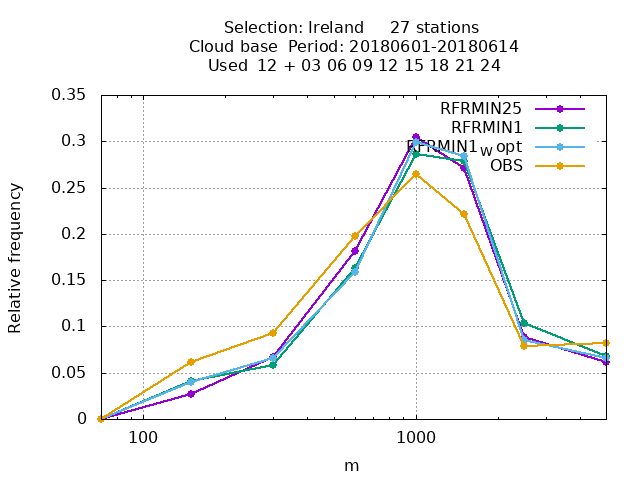 Selection: Ireland 27 stations
Cloud base Period: 20180601-20180614
Used 12 + 03 06 09 12 15 18 21 24
0.35
0.3
0.25
0.2
0.15
0.1
0.05
0
Relative frequency
RFRMIN25
RFRMIN1
RFRMIN1wopt
OBS
100
1000
m